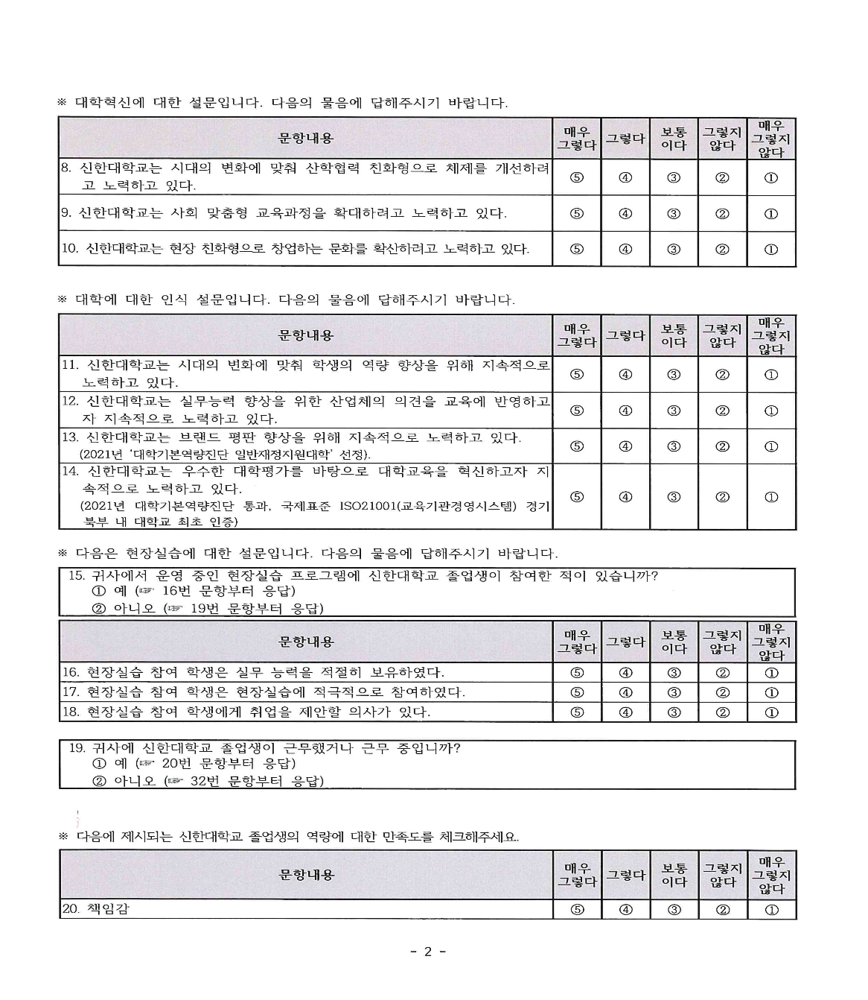 ※ 대학혁신에 대한 설문입니다. 다음의 물음에 답해주시기 바랍니다.
문항내용 매우 그렇다 그렇다 보통이다 그렇지 않다 매우 그렇지 않다
8. 신한대학교는 시대의 변화에 맞춰 산학협력 친화형으로 체제를 개선하려
고 노력하고 있다. ⑤ ④ ③ ② ①
9. 신한대학교는 사회 맞춤형 교육과정을 확대하려고 노력하고 있다. ⑤ ④ ③ ② ①
10. 신한대학교는 현장 친화형으로 창업하는 문화를 확산하려고 노력하고 있다. ⑤ ④ ③ ② ①
※ 대학에 대한 인식 설문입니다. 다음의 물음에 답해주시기 바랍니다.
문항내용 매우 그렇다 그렇다 보통이다 그렇지 않다 매우 그렇지 않다
11. 신한대학교는 시대의 변화에 맞춰 학생의 역량 향상을 위해 지속적으로
노력하고 있다. ⑤ ④ ③ ② ①
12. 신한대학교는 실무능력 향상을 위한 산업체의 의견을 교육에 반영하고
자 지속적으로 노력하고 있다. ⑤ ④ ③ ② ①
13. 신한대학교는 브랜드 평판 향상을 위해 지속적으로 노력하고 있다.
(2021년 ‘대학기본역량진단 일반재정지원대학’ 선정). ⑤ ④ ③ ② ①
14. 신한대학교는 우수한 대학평가를 바탕으로 대학교육을 혁신하고자 지
속적으로 노력하고 있다.
(2021년 대학기본역량진단 통과, 국제표준 ISO21001(교육기관경영시스템) 경기
북부 내 대학교 최초 인증) ⑤ ④ ③ ② ①
※ 다음은 현장실습에 대한 설문입니다. 다음의 물음에 답해주시기 바랍니다.
15. 귀사에서 운영 중인 현장실습 프로그램에 신한대학교 졸업생이 참여한 적이 있습니까?
① 예 (☞ 16번 문항부터 응답)
② 아니오 (☞ 19번 문항부터 응답)
문항내용 매우 그렇다 그렇다 보통이다 그렇지 않다 매우 그렇지 않다
16. 현장실습 참여 학생은 실무 능력을 적절히 보유하였다. ⑤ ④ ③ ② ①
17. 현장실습 참여 학생은 현장실습에 적극적으로 참여하였다. ⑤ ④ ③ ② ①
18. 현장실습 참여 학생에게 취업을 제안할 의사가 있다. ⑤ ④ ③ ② ①
19. 귀사에 신한대학교 졸업생이 근무했거나 근무 중입니까?
① 예 (☞ 20번 문항부터 응답)
② 아니오 (☞ 32번 문항부터 응답)
※ 다음에 제시되는 신한대학교 졸업생의 역량에 대한 만족도를 체크해주세요.
문항내용 매우 그렇다 그렇다 보통이다 그렇지 않다 매우 그렇지 않다
20. 책임감 ⑤ ④ ③ ② ①
- 2 -